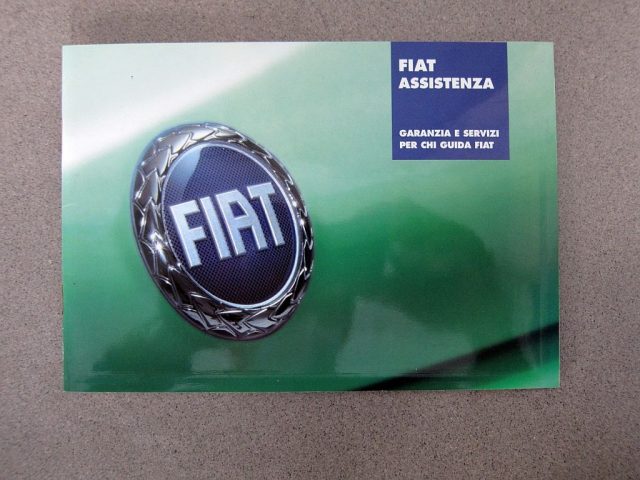 FIAT
ASSISTENZA
GARANZIA E SERVIZI
PER CHI GUIDA FIAT
FIAT